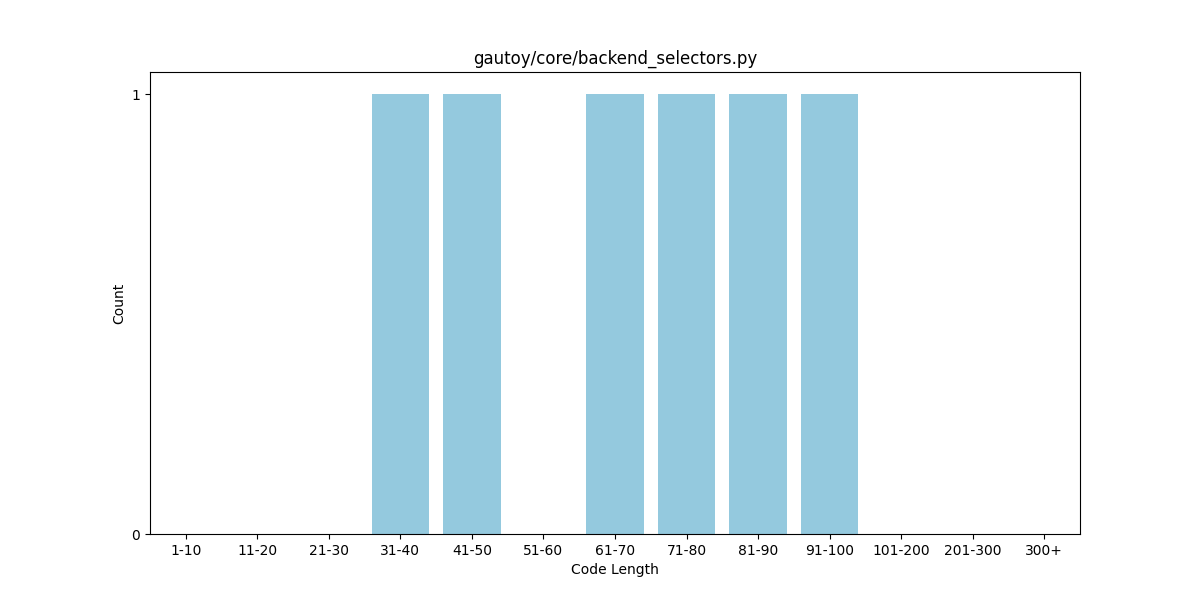 gautoy/core/backend_selectors.py
1
0
Count
1-10 11-20 21-30 31-40 41-50 51-60 61-70 71-80 81-90 91-100 101-200 201-300 300+
Code Length